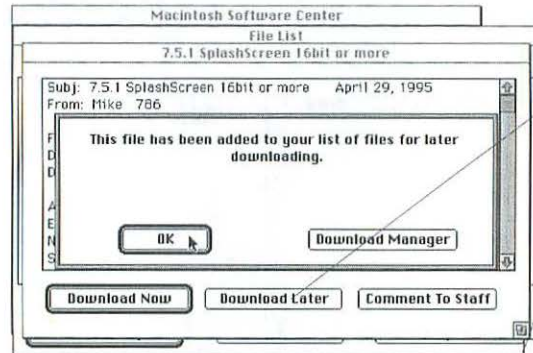 Macintosh Software Center
File List
7.5.1 SplashScreen 16bit or more
Subj: 7.5.1 SplashScreen 16bit or more April 29, 1995
From: Mike 786
F
D
D
This file has been added to your list of files for later
downloading.
A
E
N
S
OK
Download Manager
Download Now
Download Later
Comment To Staff